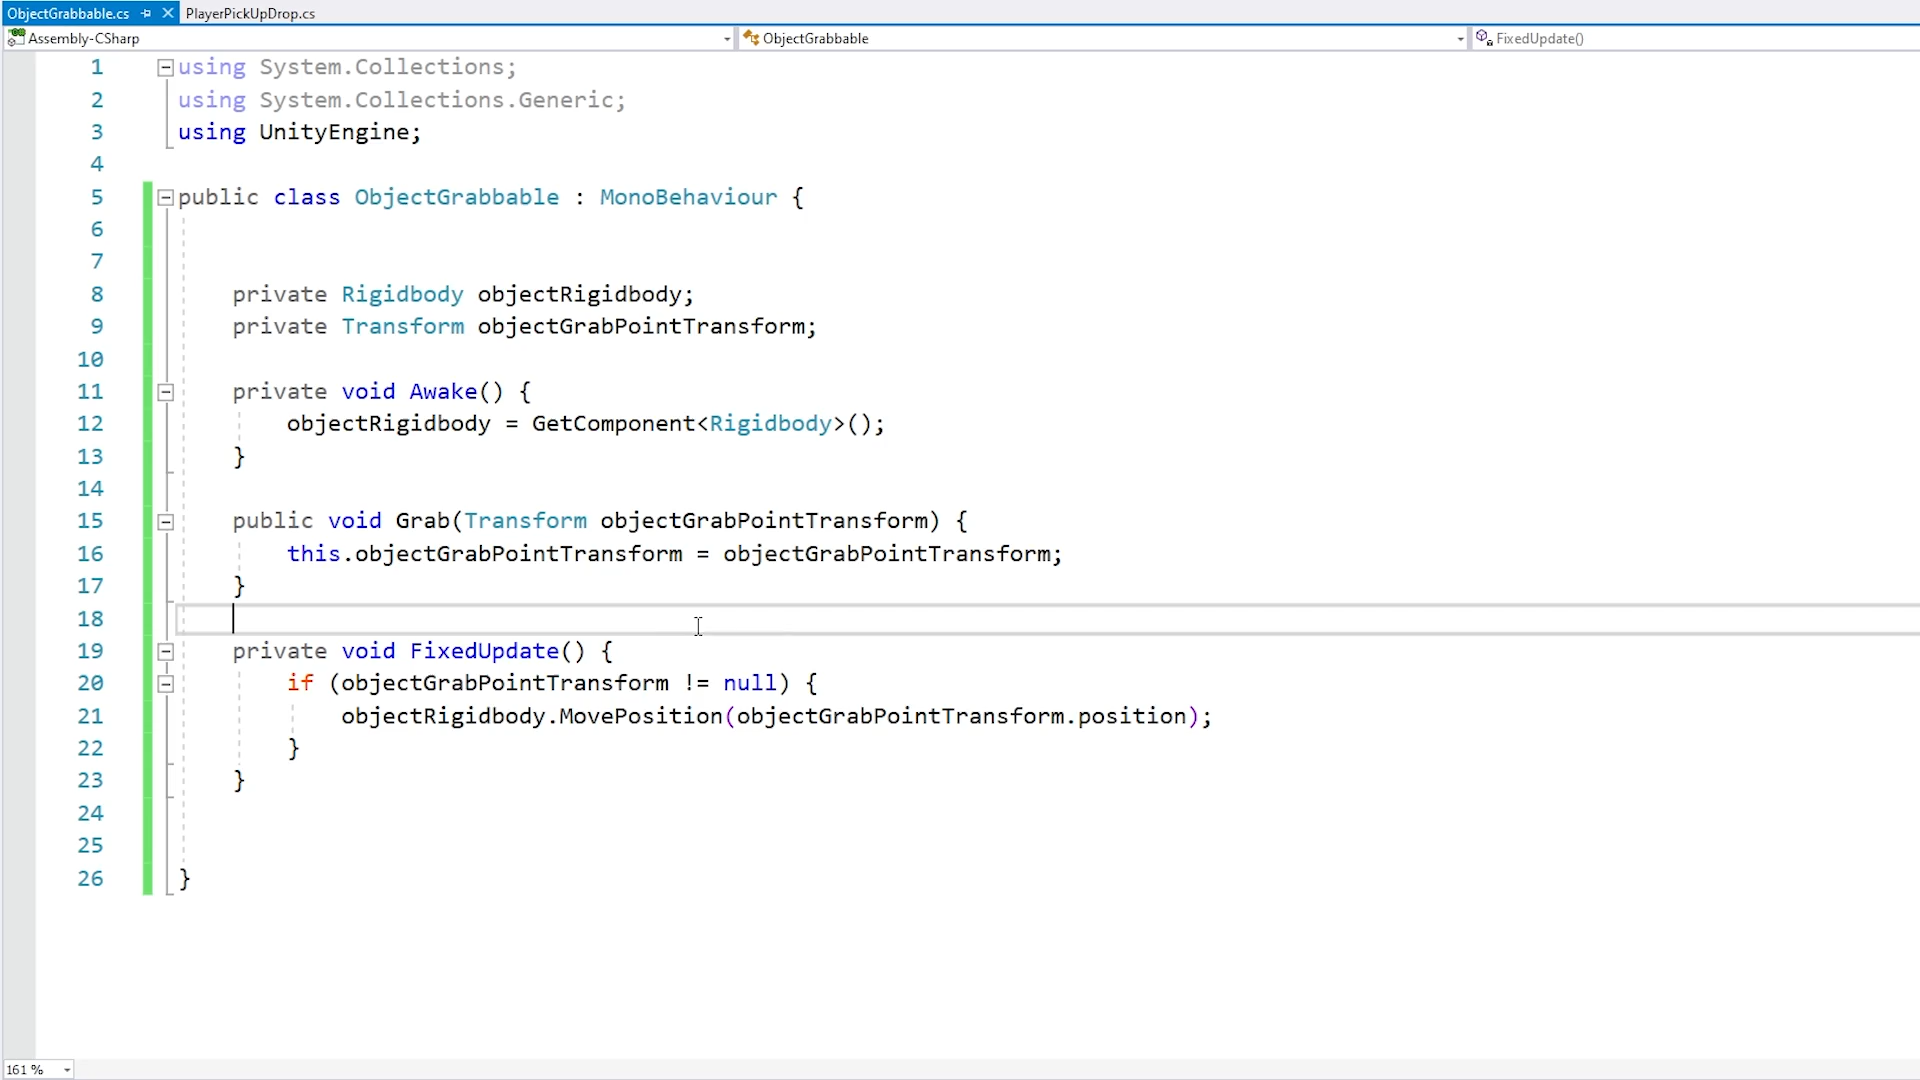 ObjectGrabbable.cs PlayerPickUpDrop.cs
Assembly-CSharp ObjectGrabbable FixedUpdate()
1 using System.Collections;
2 using System.Collections.Generic;
3 using UnityEngine;
4
5 public class ObjectGrabbable : MonoBehaviour {
6
7
8 private Rigidbody objectRigidbody;
9 private Transform objectGrabPointTransform;
10
11 private void Awake() {
12 objectRigidbody = GetComponent<Rigidbody>();
13 }
14
15 public void Grab(Transform objectGrabPointTransform) {
16 this.objectGrabPointTransform = objectGrabPointTransform;
17 }
18
19 private void FixedUpdate() {
20 if (objectGrabPointTransform != null) {
21 objectRigidbody.MovePosition(objectGrabPointTransform.position);
22 }
23 }
24
25
26 }
161 %